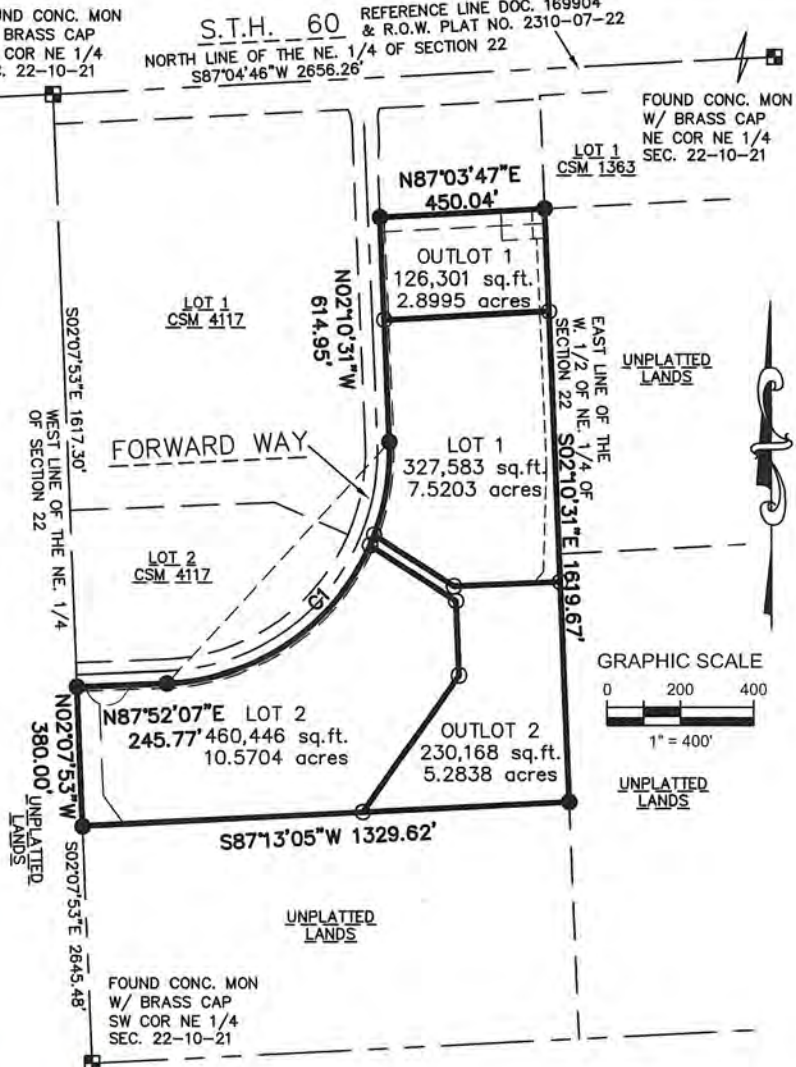 UND CONC. MON
BRASS CAP
COR NE 1/4
C. 22-10-21
S.T.H. 60
REFERENCE LINE DOC. 169904
& R.O.W. PLAT NO. 2310-07-22
NORTH LINE OF THE NE. 1/4 OF SECTION 22
S87°04'46"W 2656.26'
FOUND CONC. MON
W/ BRASS CAP
NE COR NE 1/4
SEC. 22-10-21
LOT 1
CSM 1363
N87°03'47"E
450.04'
OUTLOT 1
126,301 sq.ft.
2.8995 acres
LOT 1
CSM 4117
N02°10'31"W
614.95'
S02°07'53"E 1617.30'
WEST LINE OF THE NE. 1/4
OF SECTION 22
EAST LINE OF THE
W. 1/2 OF NE. 1/4 OF
SECTION 22
S02°10'31"E 1619.67'
UNPLATTED
LANDS
FORWARD WAY
LOT 1
327,583 sq.ft.
7.5203 acres
LOT 2
CSM 4117
C1
GRAPHIC SCALE
0 200 400
1" = 400'
N87°52'07"E
245.77'
LOT 2
460,446 sq.ft.
10.5704 acres
OUTLOT 2
230,168 sq.ft.
5.2838 acres
N02°07'53"W
380.00'
UNPLATTED
LANDS
UNPLATTED
LANDS
S87°13'05"W 1329.62'
S02°07'53"E 2645.48'
UNPLATTED
LANDS
FOUND CONC. MON
W/ BRASS CAP
SW COR NE 1/4
SEC. 22-10-21